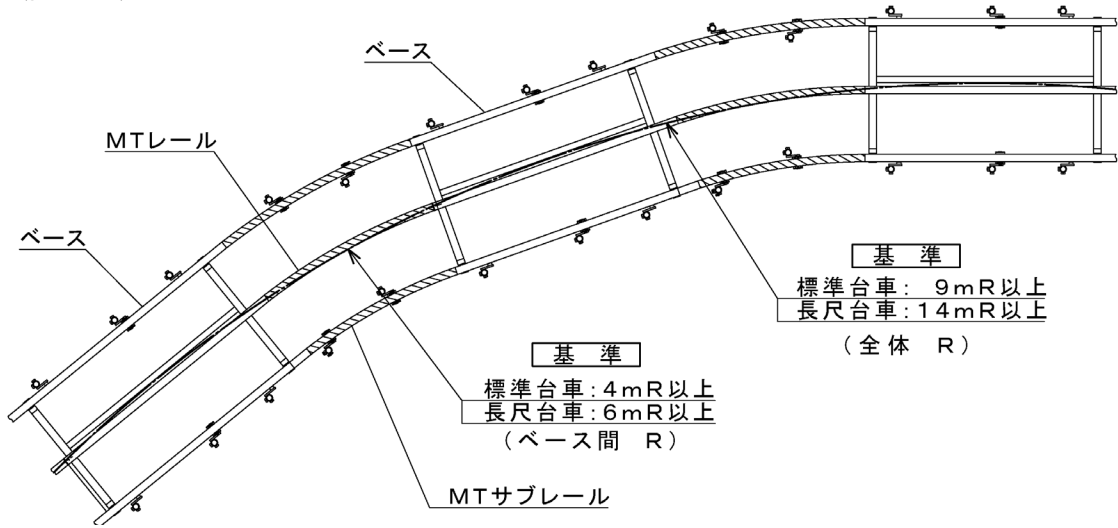 ベース
MTレール
ベース
基 準
標準台車: 9mR以上
長尺台車:14mR以上
(全体 R)
基 準
標準台車:4mR以上
長尺台車:6mR以上
(ベース間 R)
MTサブレール